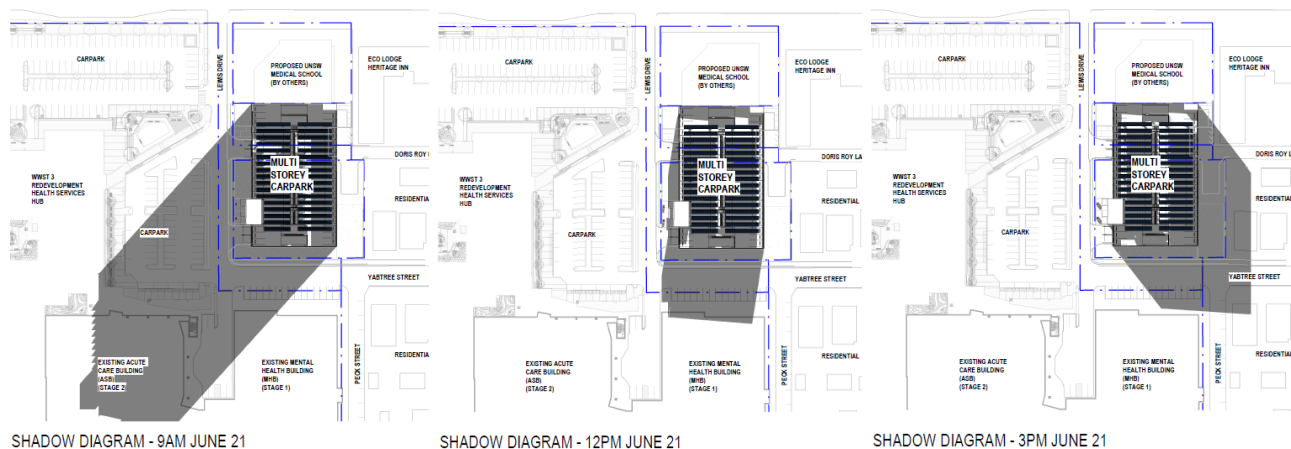 CARPARK
LEWIS DRIVE
PROPOSED UNSW
MEDICAL SCHOOL
(BY OTHERS)
ECO LODGE
HERITAGE INN
WWST 3
REDEVELOPMENT
HEALTH SERVICES
HUB
MULTI
STOREY
CARPARK
DORIS ROY L
RESIDENTIA
CARPARK
YABTREE STREET
EXISTING ACUTE
CARE BUILDING
(ASB)
(STAGE 2)
EXISTING MENTAL
HEALTH BUILDING
(MHB)
(STAGE 1)
PECK STREET
RESIDENTIA
SHADOW DIAGRAM - 9AM JUNE 21
CARPARK
LEWIS DRIVE
PROPOSED UNSW
MEDICAL SCHOOL
(BY OTHERS)
ECO LODGE
HERITAGE INN
WWST 3
REDEVELOPMENT
HEALTH SERVICES
HUB
MULTI
STOREY
CARPARK
DORIS ROY LA
RESIDENTIAL
CARPARK
YABTREE STREET
EXISTING ACUTE
CARE BUILDING
(ASB)
(STAGE 2)
EXISTING MENTAL
HEALTH BUILDING
(MHB)
(STAGE 1)
PECK STREET
RESIDENTIAL
SHADOW DIAGRAM - 12PM JUNE 21
CARPARK
LEWIS DRIVE
PROPOSED UNSW
MEDICAL SCHOOL
(BY OTHERS)
ECO LODGE
HERITAGE INN
WWST 3
REDEVELOPMENT
HEALTH SERVICES
HUB
MULTI
STOREY
CARPARK
DORIS ROY LA
RESIDENTIAL
CARPARK
YABTREE STREET
EXISTING ACUTE
CARE BUILDING
(ASB)
(STAGE 2)
EXISTING MENTAL
HEALTH BUILDING
(MHB)
(STAGE 1)
PECK STREET
RESIDENTIAL
SHADOW DIAGRAM - 3PM JUNE 21